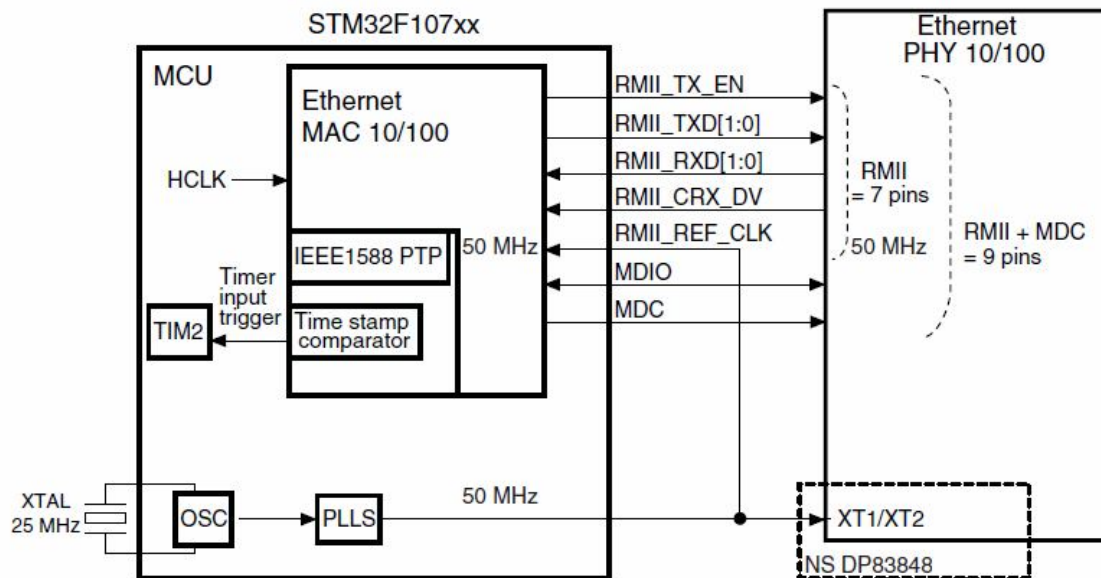 STM32F107xx
MCU
Ethernet
MAC 10/100
HCLK
IEEE1588 PTP
50 MHz
Timer
input
trigger
TIM2
Time stamp
comparator
XTAL
25 MHz
OSC
PLLS
50 MHz
RMII_TX_EN
RMII_TXD[1:0]
RMII_RXD[1:0]
RMII_CRX_DV
RMII_REF_CLK
MDIO
MDC
Ethernet
PHY 10/100
RMII
= 7 pins
50 MHz
RMII + MDC
= 9 pins
XT1/XT2
NS DP83848